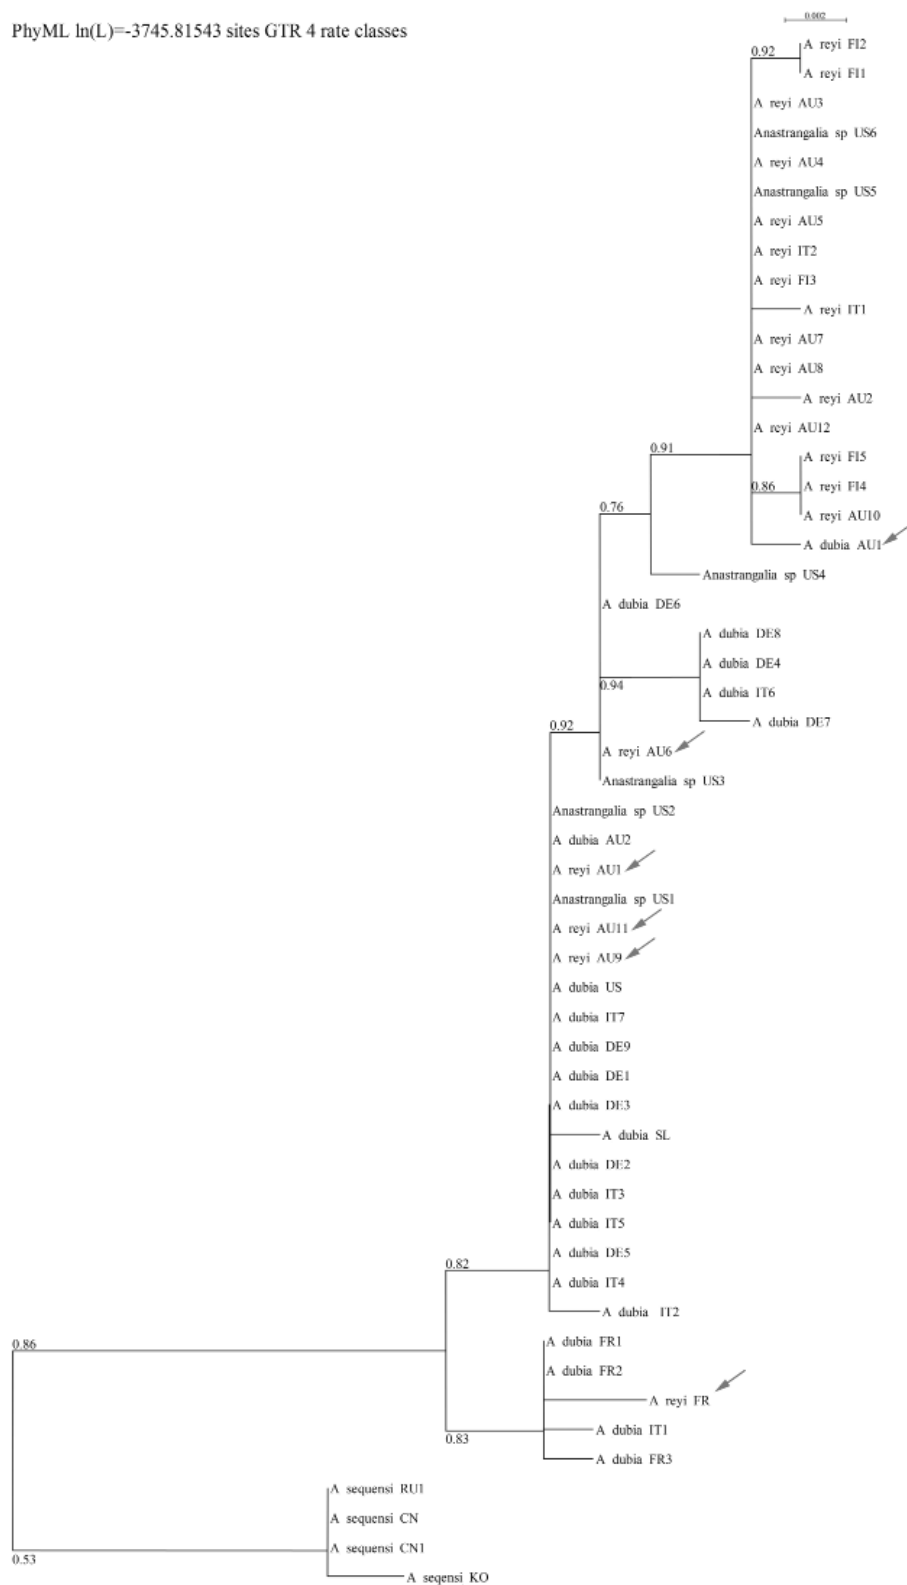 0.002
PhyML ln(L)=-3745.81543 sites GTR 4 rate classes
A reyi FI2
0.92
A reyi FI1
A reyi AU3
Anastrangalia sp US6
A reyi AU4
Anastrangalia sp US5
A reyi AU5
A reyi IT2
A reyi FI3
A reyi IT1
A reyi AU7
A reyi AU8
A reyi AU2
A reyi AU12
0.91
A reyi FI5
0.86
A reyi FI4
0.76
A reyi AU10
A dubia AU1
Anastrangalia sp US4
A dubia DE6
A dubia DE8
A dubia DE4
0.94
A dubia IT6
A dubia DE7
0.92
A reyi AU6
Anastrangalia sp US3
Anastrangalia sp US2
A dubia AU2
A reyi AU1
Anastrangalia sp US1
A reyi AU11
A reyi AU9
A dubia US
A dubia IT7
A dubia DE9
A dubia DE1
A dubia DE3
A dubia SL
A dubia DE2
A dubia IT3
A dubia IT5
A dubia DE5
0.82
A dubia IT4
A dubia IT2
A dubia FR1
0.86
A dubia FR2
A reyi FR
A dubia IT1
0.83
A dubia FR3
A sequensi RU1
A sequensi CN
A sequensi CN1
0.53
A seqensi KO